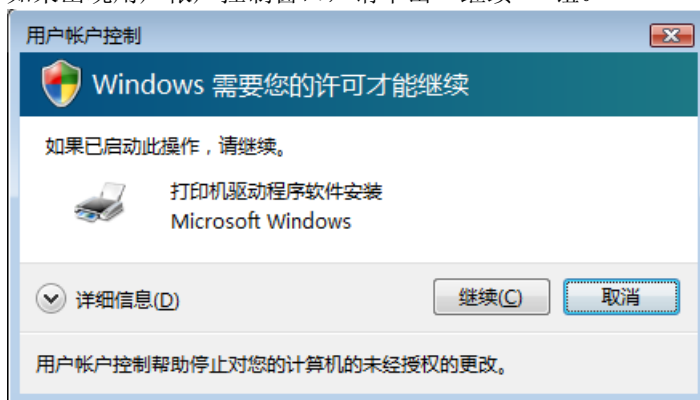 用户帐户控制
Windows 需要您的许可才能继续
如果已启动此操作，请继续。
打印机驱动程序软件安装
Microsoft Windows
详细信息(D) 继续(C) 取消
用户帐户控制帮助停止对您的计算机的未经授权的更改。